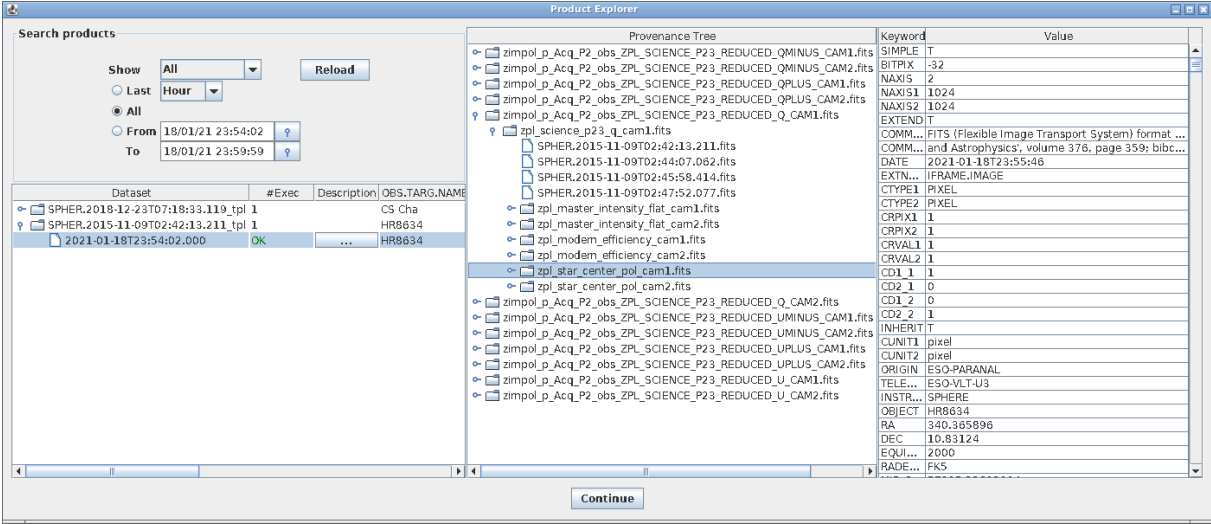 Product Explorer
Search products
Show All Reload
Last Hour
All
From 18/01/21 23:54:02
To 18/01/21 23:59:59
Dataset #Exec Description OBS.TARG.NAME
SPHER.2018-12-23T07:18:33.119_tpl 1 CS Cha
SPHER.2015-11-09T02:42:13.211_tpl 1 HR8634
2021-01-18T23:54:02.000 OK ... HR8634
Provenance Tree
zimpol_p_Acq_P2_obs_ZPL_SCIENCE_P23_REDUCED_QMINUS_CAM1.fits
zimpol_p_Acq_P2_obs_ZPL_SCIENCE_P23_REDUCED_QMINUS_CAM2.fits
zimpol_p_Acq_P2_obs_ZPL_SCIENCE_P23_REDUCED_QPLUS_CAM1.fits
zimpol_p_Acq_P2_obs_ZPL_SCIENCE_P23_REDUCED_QPLUS_CAM2.fits
zimpol_p_Acq_P2_obs_ZPL_SCIENCE_P23_REDUCED_Q_CAM1.fits
zpl_science_p23_q_cam1.fits
SPHER.2015-11-09T02:42:13.211.fits
SPHER.2015-11-09T02:44:07.062.fits
SPHER.2015-11-09T02:45:58.414.fits
SPHER.2015-11-09T02:47:52.077.fits
zpl_master_intensity_flat_cam1.fits
zpl_master_intensity_flat_cam2.fits
zpl_modem_efficiency_cam1.fits
zpl_modem_efficiency_cam2.fits
zpl_star_center_pol_cam1.fits
zpl_star_center_pol_cam2.fits
zimpol_p_Acq_P2_obs_ZPL_SCIENCE_P23_REDUCED_Q_CAM2.fits
zimpol_p_Acq_P2_obs_ZPL_SCIENCE_P23_REDUCED_UMINUS_CAM1.fits
zimpol_p_Acq_P2_obs_ZPL_SCIENCE_P23_REDUCED_UMINUS_CAM2.fits
zimpol_p_Acq_P2_obs_ZPL_SCIENCE_P23_REDUCED_UPLUS_CAM1.fits
zimpol_p_Acq_P2_obs_ZPL_SCIENCE_P23_REDUCED_UPLUS_CAM2.fits
zimpol_p_Acq_P2_obs_ZPL_SCIENCE_P23_REDUCED_U_CAM1.fits
zimpol_p_Acq_P2_obs_ZPL_SCIENCE_P23_REDUCED_U_CAM2.fits
Keyword Value
SIMPLE T
BITPIX -32
NAXIS 2
NAXIS1 1024
NAXIS2 1024
EXTEND T
COMM... FITS (Flexible Image Transport System) format ...
COMM... and Astrophysics', volume 376, page 359; bibc...
DATE 2021-01-18T23:55:46
EXTN... IFRAME.IMAGE
CTYPE1 PIXEL
CTYPE2 PIXEL
CRPIX1 1
CRPIX2 1
CRVAL1 1
CRVAL2 1
CD1_1 1
CD2_1 0
CD1_2 0
CD2_2 1
INHERIT T
CUNIT1 pixel
CUNIT2 pixel
ORIGIN ESO-PARANAL
TELE... ESO-VLT-U3
INSTR... SPHERE
OBJECT HR8634
RA 340.365896
DEC 10.83124
EQUI... 2000
RADE... FK5
Continue